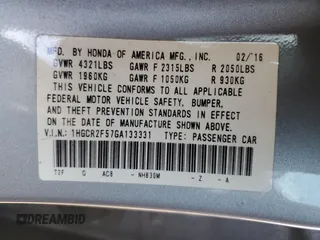 MFD. BY HONDA OF AMERICA MFG., INC. 02/'16
GVWR 4321LBS GAWR F 2315LBS R 2050LBS
GVWR 1960KG GAWR F 1050KG R 930KG
THIS VEHICLE CONFORMS TO ALL APPLICABLE
FEDERAL MOTOR VEHICLE SAFETY, BUMPER,
AND THEFT PREVENTION STANDARDS IN EFFECT
ON THE DATE OF MANUFACTURE SHOWN ABOVE.
V.I.N.: 1HGCR2F57GA133331 TYPE: PASSENGER CAR
ACB - NH830M - Z - A
DREAMBID